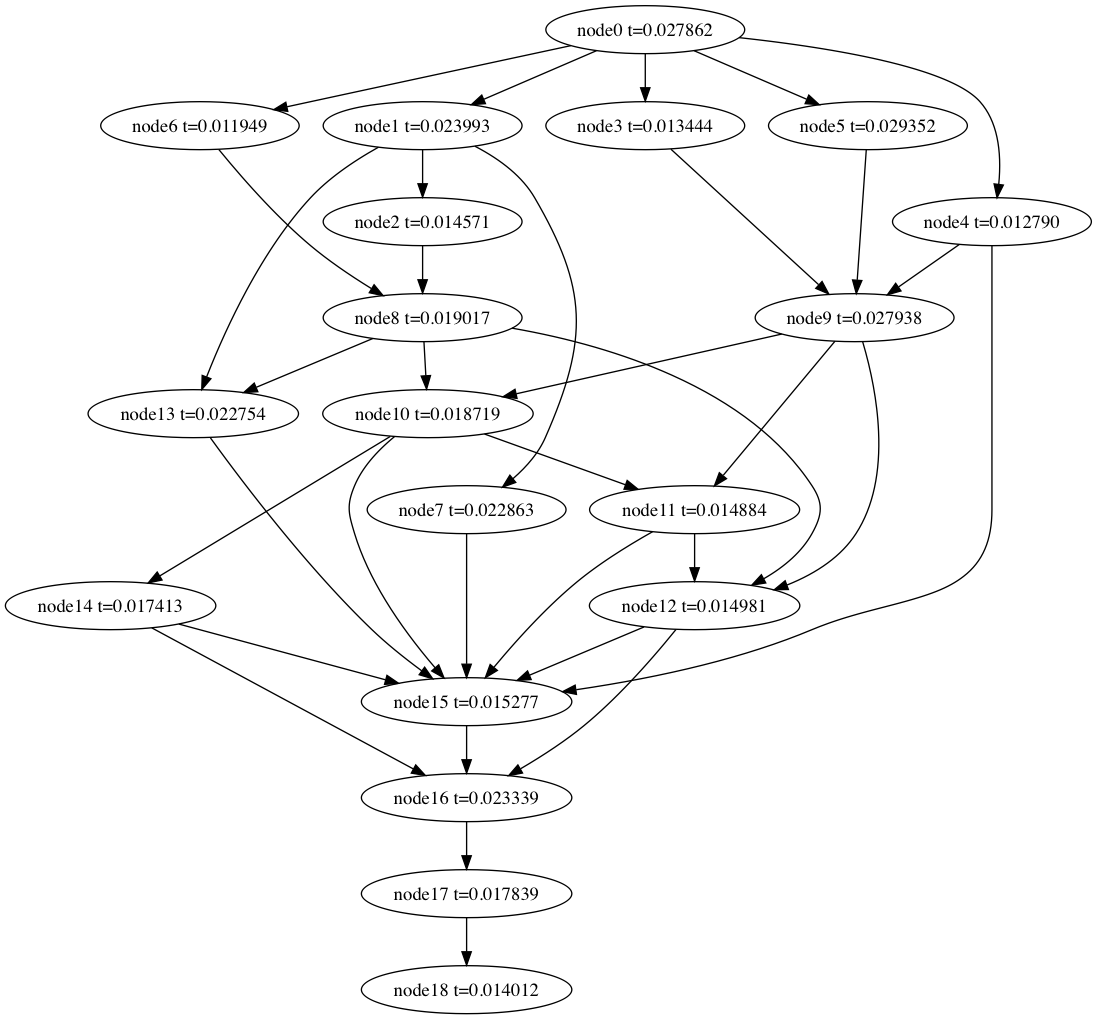 node0 t=0.027862
node6 t=0.011949
node1 t=0.023993
node3 t=0.013444
node5 t=0.029352
node2 t=0.014571
node4 t=0.012790
node8 t=0.019017
node9 t=0.027938
node13 t=0.022754
node10 t=0.018719
node7 t=0.022863
node11 t=0.014884
node14 t=0.017413
node12 t=0.014981
node15 t=0.015277
node16 t=0.023339
node17 t=0.017839
node18 t=0.014012